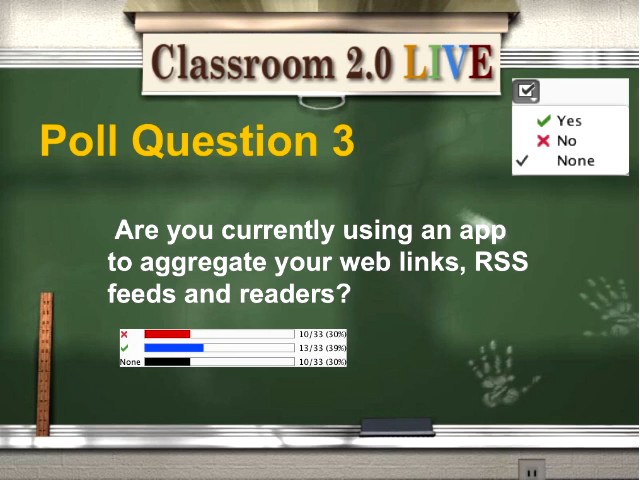 Classroom 2.0 LIVE
Poll Question 3
Yes
No
None
Are you currently using an app
to aggregate your web links, RSS
feeds and readers?
10/33 (30%)
13/33 (39%)
None 10/33 (30%)